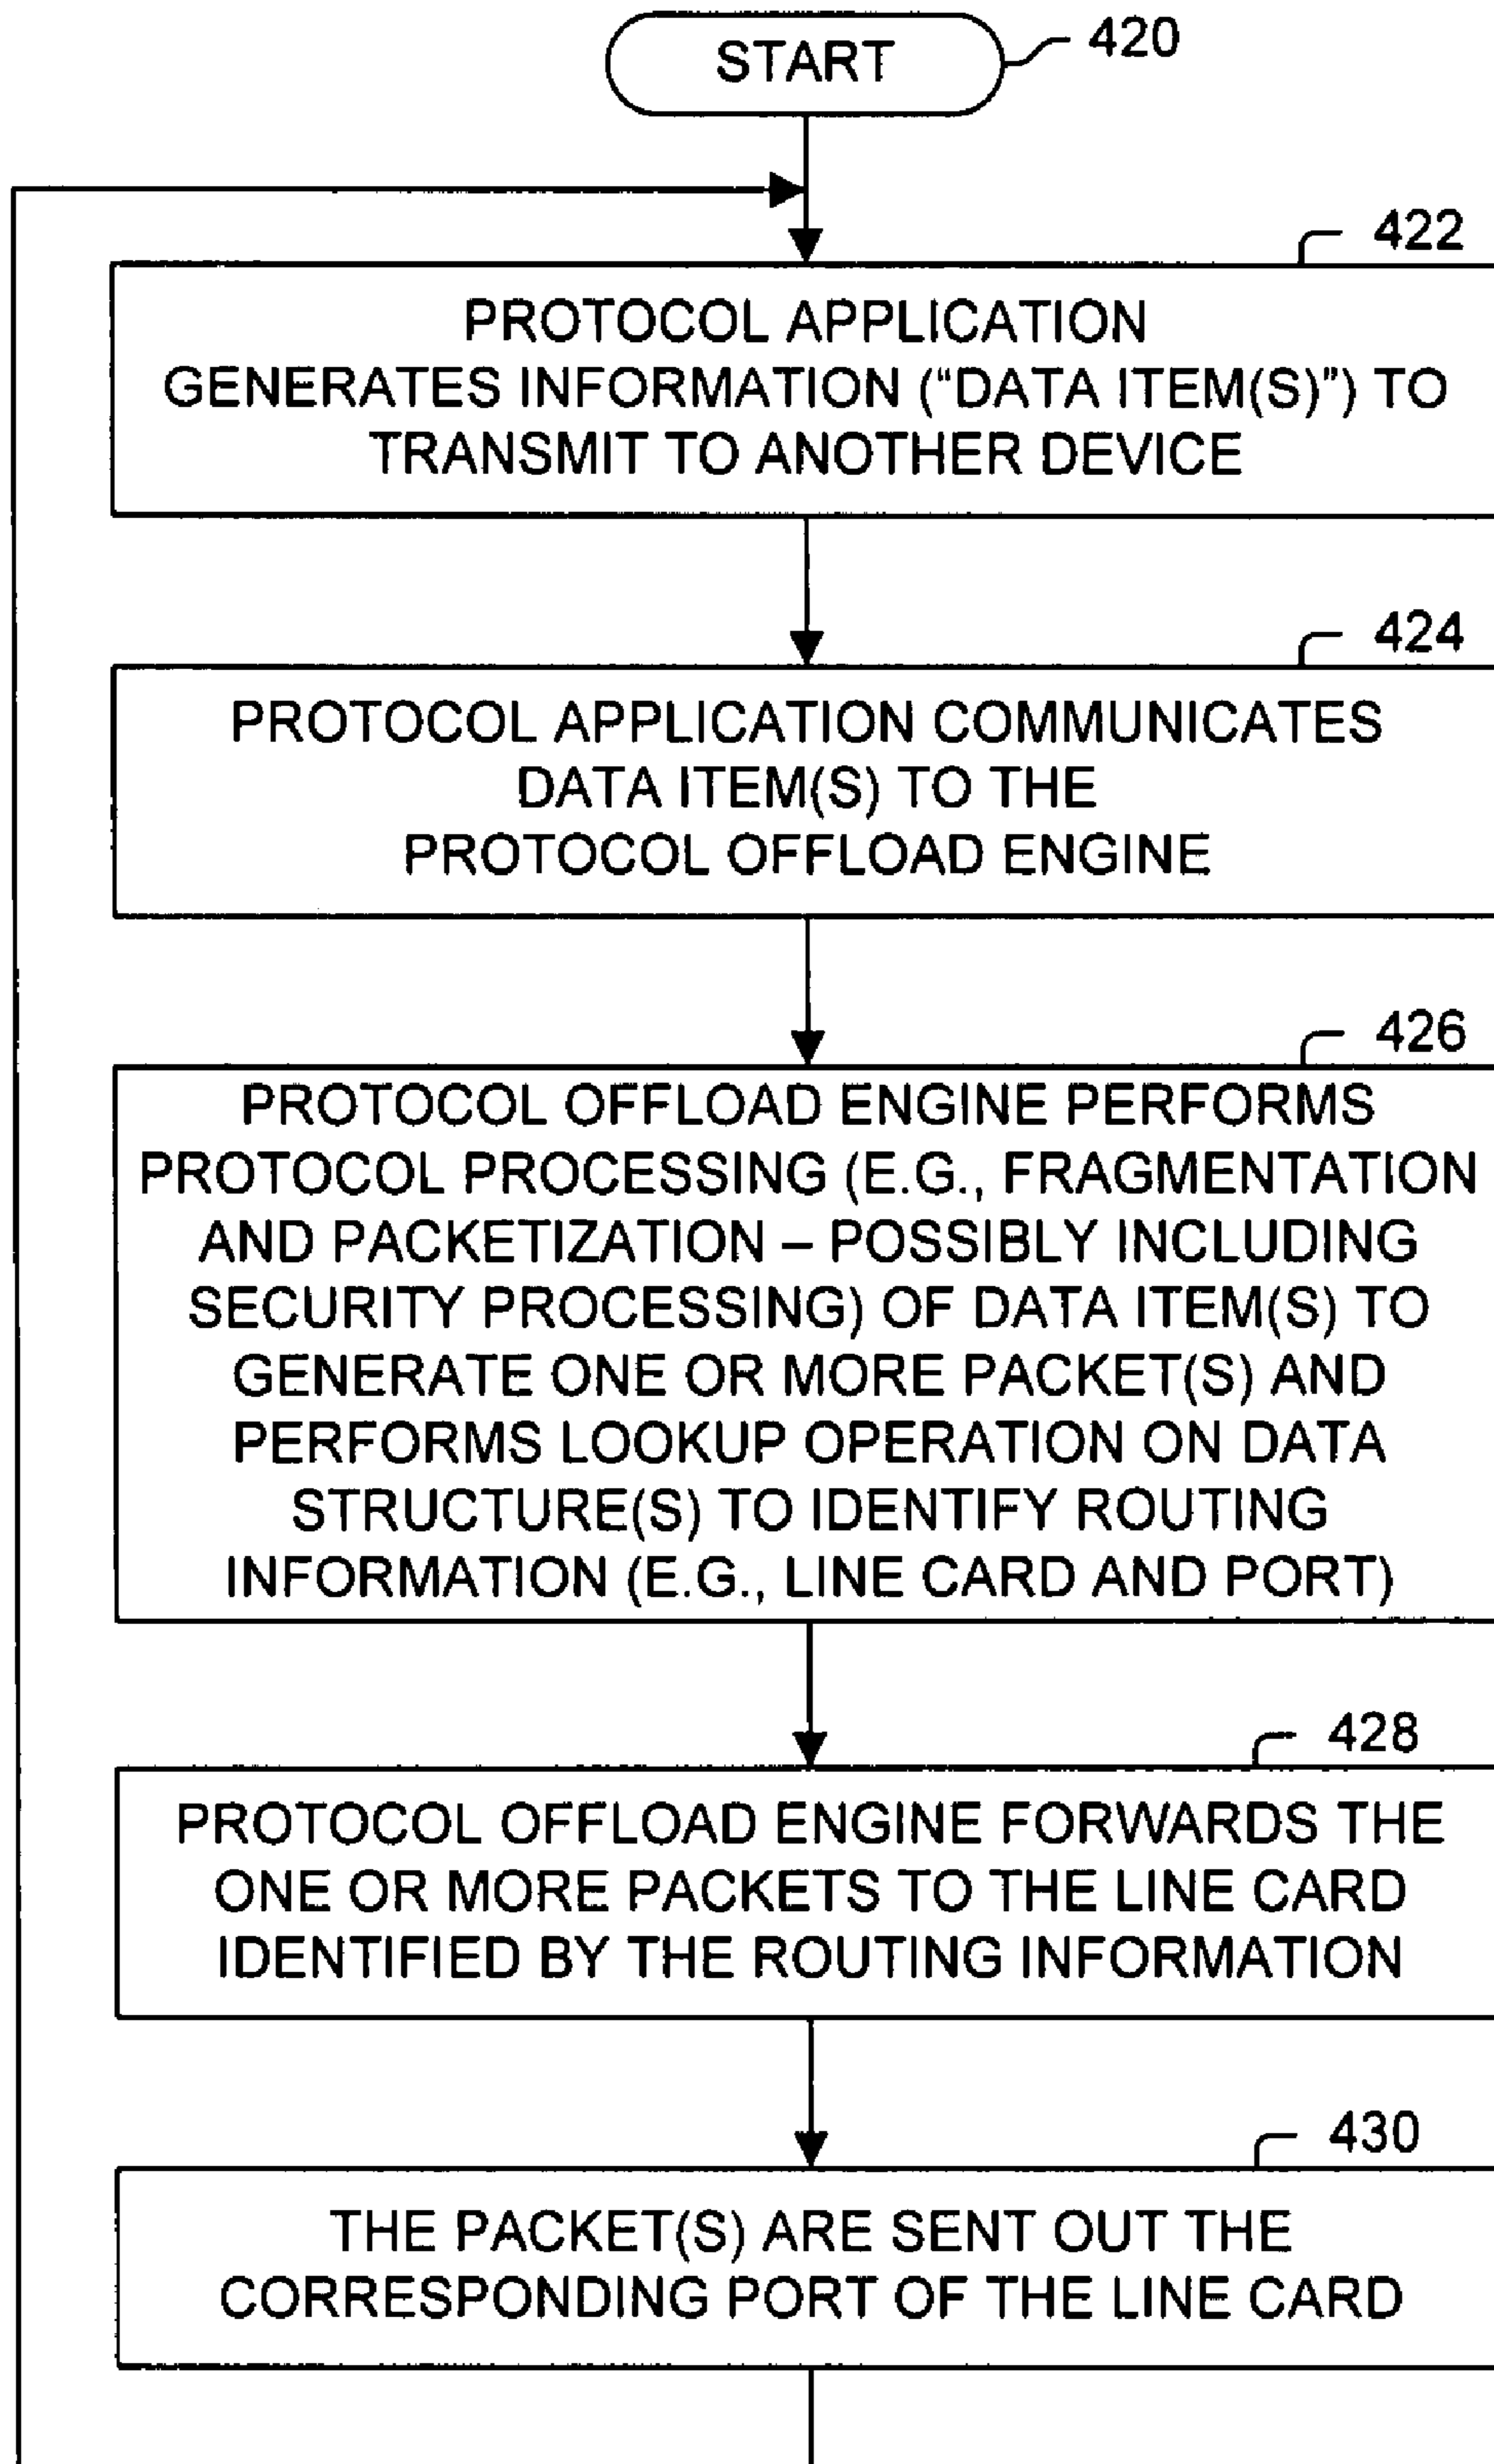 START
420
422
PROTOCOL APPLICATION
GENERATES INFORMATION (“DATA ITEM(S)”) TO
TRANSMIT TO ANOTHER DEVICE
424
PROTOCOL APPLICATION COMMUNICATES
DATA ITEM(S) TO THE
PROTOCOL OFFLOAD ENGINE
426
PROTOCOL OFFLOAD ENGINE PERFORMS
PROTOCOL PROCESSING (E.G., FRAGMENTATION
AND PACKETIZATION – POSSIBLY INCLUDING
SECURITY PROCESSING) OF DATA ITEM(S) TO
GENERATE ONE OR MORE PACKET(S) AND
PERFORMS LOOKUP OPERATION ON DATA
STRUCTURE(S) TO IDENTIFY ROUTING
INFORMATION (E.G., LINE CARD AND PORT)
428
PROTOCOL OFFLOAD ENGINE FORWARDS THE
ONE OR MORE PACKETS TO THE LINE CARD
IDENTIFIED BY THE ROUTING INFORMATION
430
THE PACKET(S) ARE SENT OUT THE
CORRESPONDING PORT OF THE LINE CARD